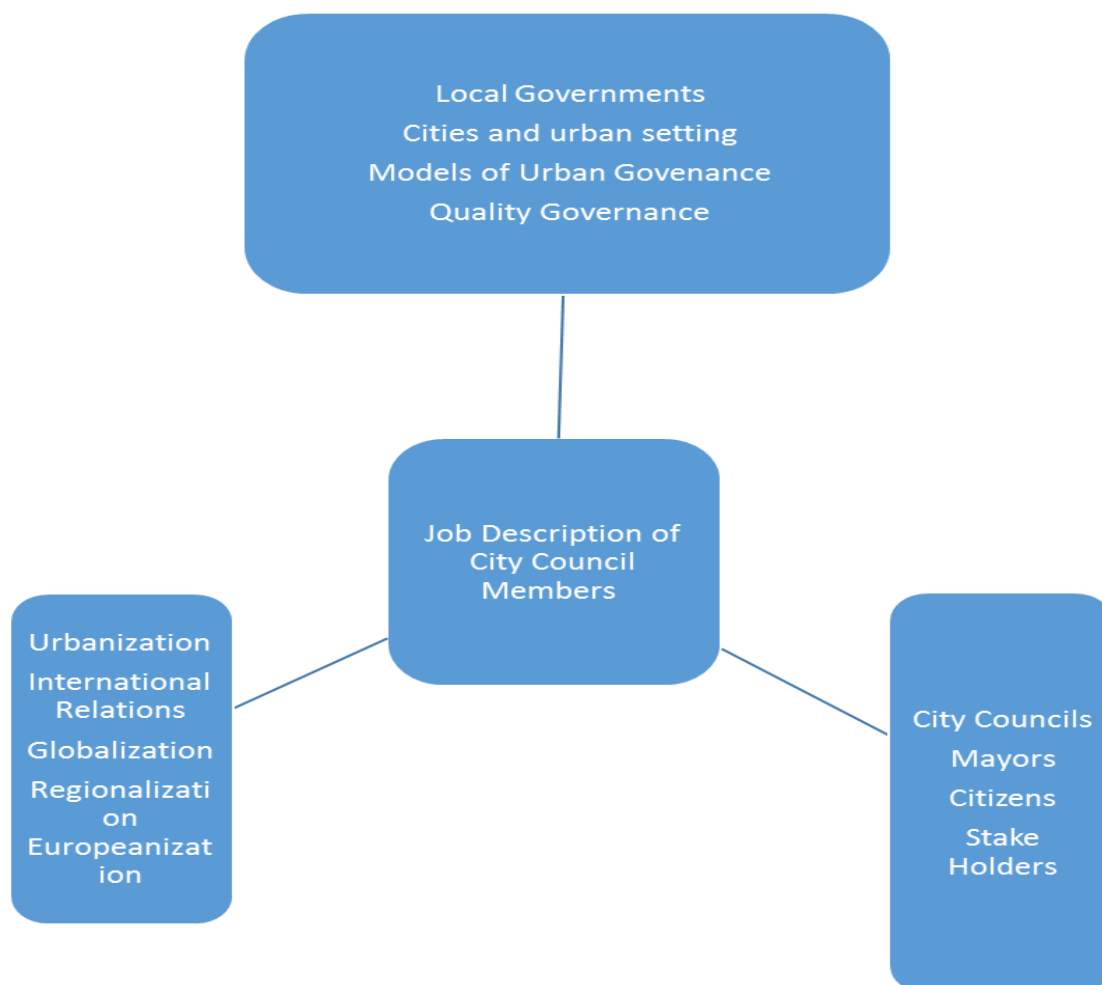 Local Governments
Cities and urban setting
Models of Urban Govenance
Quality Governance
Job Description of
City Council
Members
Urbanization
International
Relations
Globalization
Regionalizati
on
Europeanizat
ion
City Councils
Mayors
Citizens
Stake
Holders